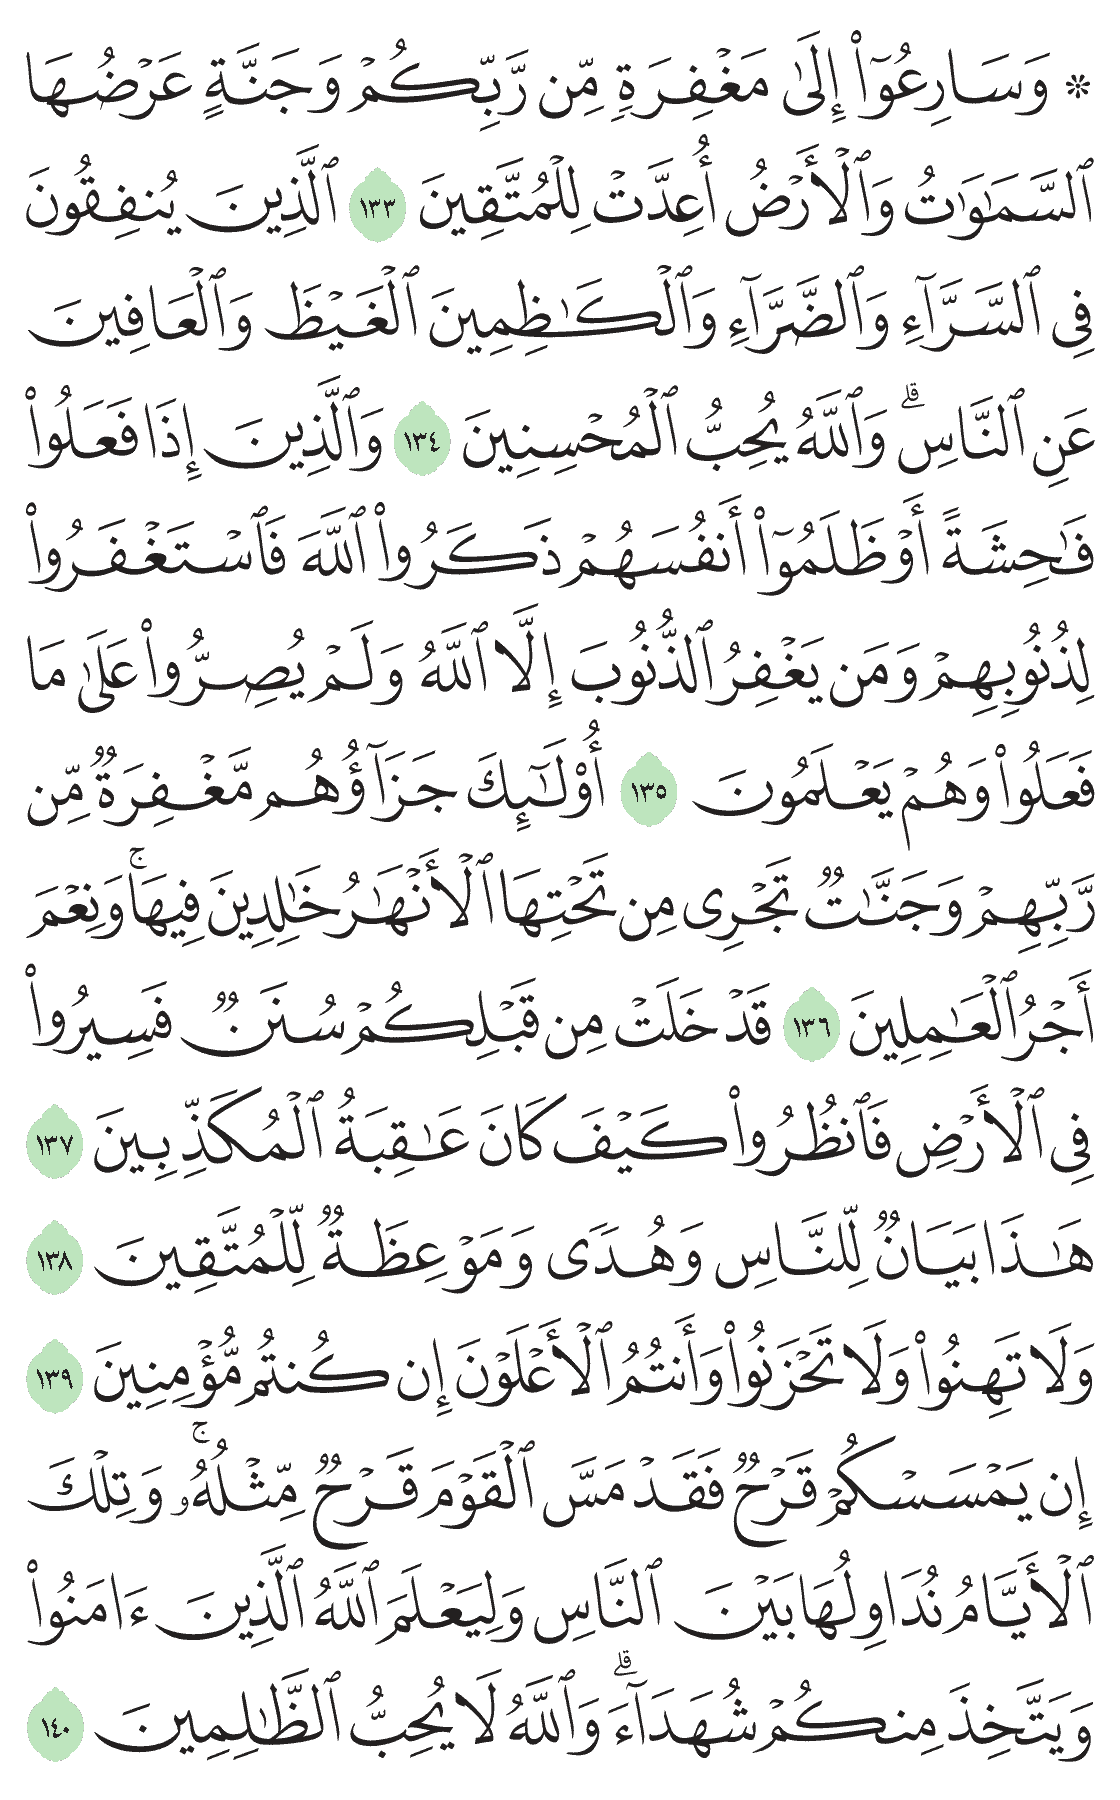 ۞ وَسَارِعُوٓا۟ إِلَىٰ مَغْفِرَةٍ مِّن رَّبِّكُمْ وَجَنَّةٍ عَرْضُهَا
ٱلسَّمَـٰوَٰتُ وَٱلْأَرْضُ أُعِدَّتْ لِلْمُتَّقِينَ ١٣٣ ٱلَّذِينَ يُنفِقُونَ
فِى ٱلسَّرَّآءِ وَٱلضَّرَّآءِ وَٱلْكَـٰظِمِينَ ٱلْغَيْظَ وَٱلْعَافِينَ
عَنِ ٱلنَّاسِ ۗ وَٱللَّهُ يُحِبُّ ٱلْمُحْسِنِينَ ١٣٤ وَٱلَّذِينَ إِذَا فَعَلُوا۟
فَـٰحِشَةً أَوْ ظَلَمُوٓا۟ أَنفُسَهُمْ ذَكَرُوا۟ ٱللَّهَ فَٱسْتَغْفَرُوا۟
لِذُنُوبِهِمْ وَمَن يَغْفِرُ ٱلذُّنُوبَ إِلَّا ٱللَّهُ وَلَمْ يُصِرُّوا۟ عَلَىٰ مَا
فَعَلُوا۟ وَهُمْ يَعْلَمُونَ ١٣٥ أُو۟لَـٰٓئِكَ جَزَآؤُهُم مَّغْفِرَةٌ مِّن
رَّبِّهِمْ وَجَنَّـٰتٌ تَجْرِى مِن تَحْتِهَا ٱلْأَنْهَـٰرُ خَـٰلِدِينَ فِيهَا ۚ وَنِعْمَ
أَجْرُ ٱلْعَـٰمِلِينَ ١٣٦ قَدْ خَلَتْ مِن قَبْلِكُمْ سُنَنٌ فَسِيرُوا۟
فِى ٱلْأَرْضِ فَٱنظُرُوا۟ كَيْفَ كَانَ عَـٰقِبَةُ ٱلْمُكَذِّبِينَ ١٣٧
هَـٰذَا بَيَانٌ لِّلنَّاسِ وَهُدًى وَمَوْعِظَةٌ لِّلْمُتَّقِينَ ١٣٨
وَلَا تَهِنُوا۟ وَلَا تَحْزَنُوا۟ وَأَنتُمُ ٱلْأَعْلَوْنَ إِن كُنتُم مُّؤْمِنِينَ ١٣٩
إِن يَمْسَسْكُمْ قَرْحٌ فَقَدْ مَسَّ ٱلْقَوْمَ قَرْحٌ مِّثْلُهُۥ ۚ وَتِلْكَ
ٱلْأَيَّامُ نُدَاوِلُهَا بَيْنَ ٱلنَّاسِ وَلِيَعْلَمَ ٱللَّهُ ٱلَّذِينَ ءَامَنُوا۟
وَيَتَّخِذَ مِنكُمْ شُهَدَآءَ ۗ وَٱللَّهُ لَا يُحِبُّ ٱلظَّـٰلِمِينَ ١٤٠